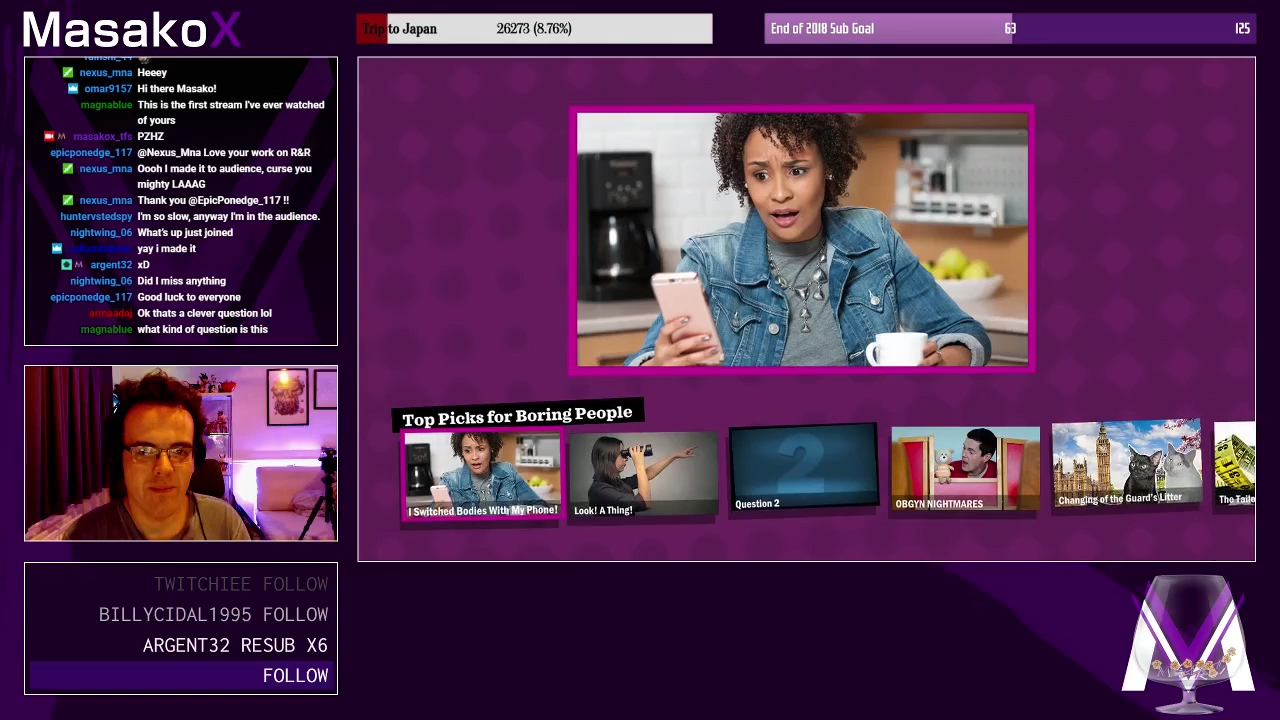 MasakoX
Trip to Japan 26273 (8.76%)
End of 2018 Sub Goal 63 125
nexus_mna Heeey
omar9157 Hi there Masako!
magnablue This is the first stream I've ever watched
of yours
masakox_tfs PZHZ
epicponedge_117 @Nexus_Mna Love your work on R&R
nexus_mna Oooh I made it to audience, curse you
mighty LAAAG
nexus_mna Thank you @EpicPonedge_117 !!
huntervstedspy I'm so slow, anyway I'm in the audience.
nightwing_06 What's up just joined
yay i made it
argent32 xD
nightwing_06 Did I miss anything
epicponedge_117 Good luck to everyone
armaadaj Ok thats a clever question lol
magnablue what kind of question is this
Top Picks for Boring People
I Switched Bodies With My Phone!
Look! A Thing!
2
Question 2
OBGYN NIGHTMARES
Changing of the Guard's Litter
The Tailo
TWITCHIEE FOLLOW
BILLYCIDAL1995 FOLLOW
ARGENT32 RESUB X6
FOLLOW